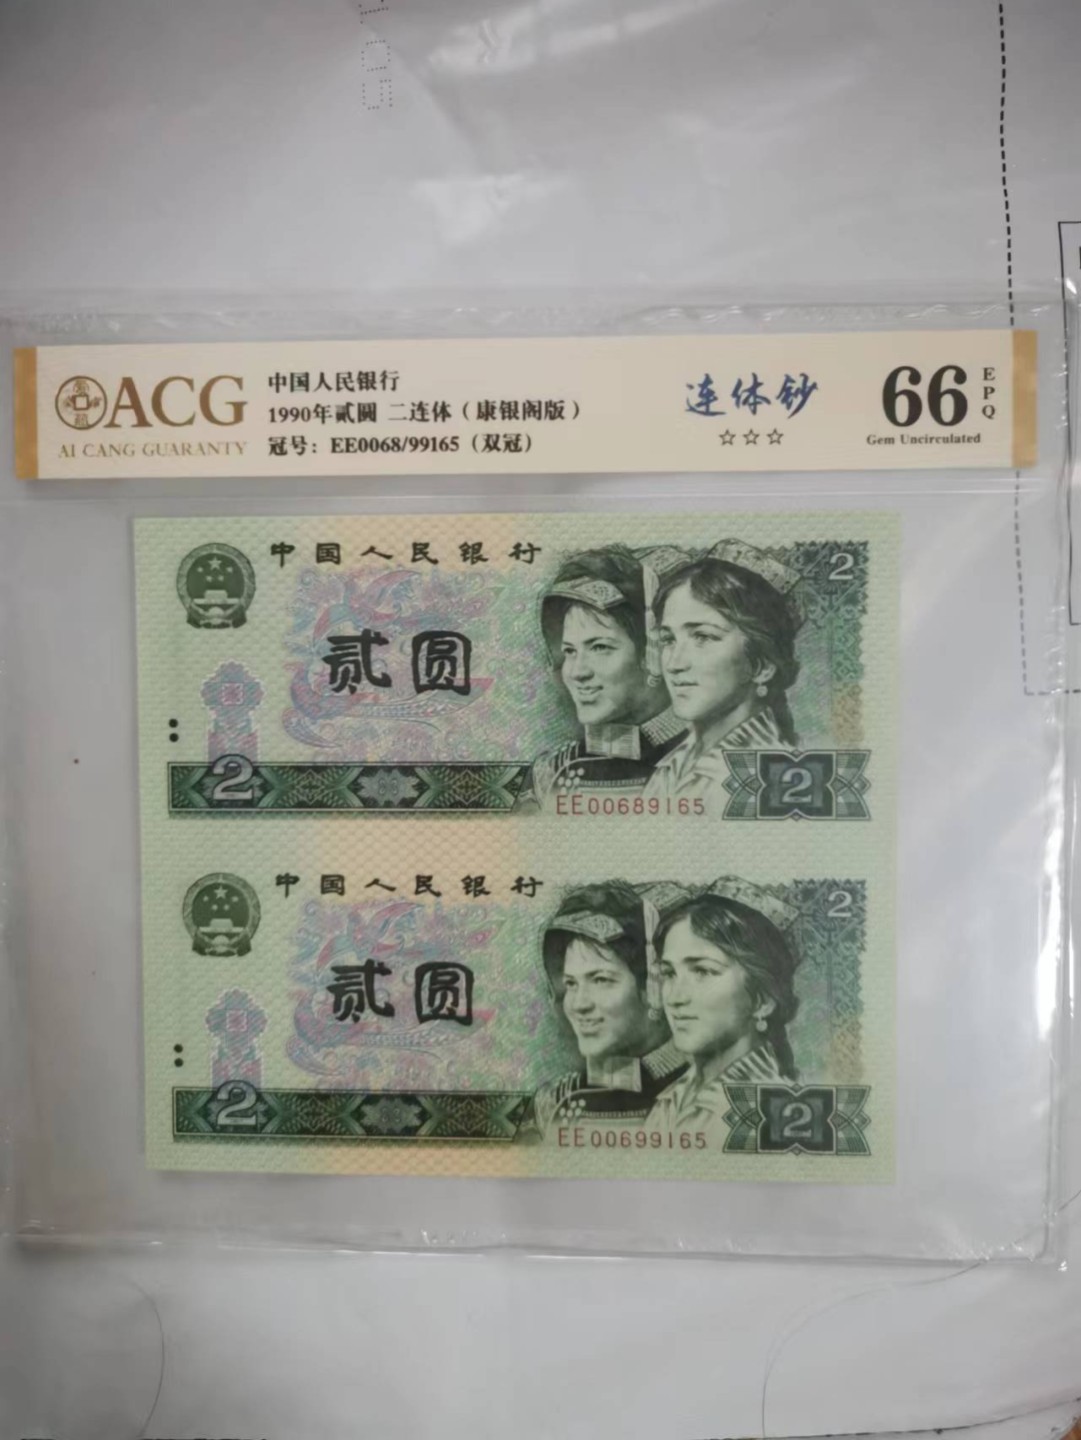 ACG
AI CANG GUARANTY
中国人民银行
1990年贰圆 二连体（康银阁版）
冠号：EE0068/99165（双冠）
连体钞
☆☆☆
66
EPQ
Gem Uncirculated
中国人民银行
2
贰圆
2
EE00689165
2
中国人民银行
2
贰圆
2
EE00699165
2